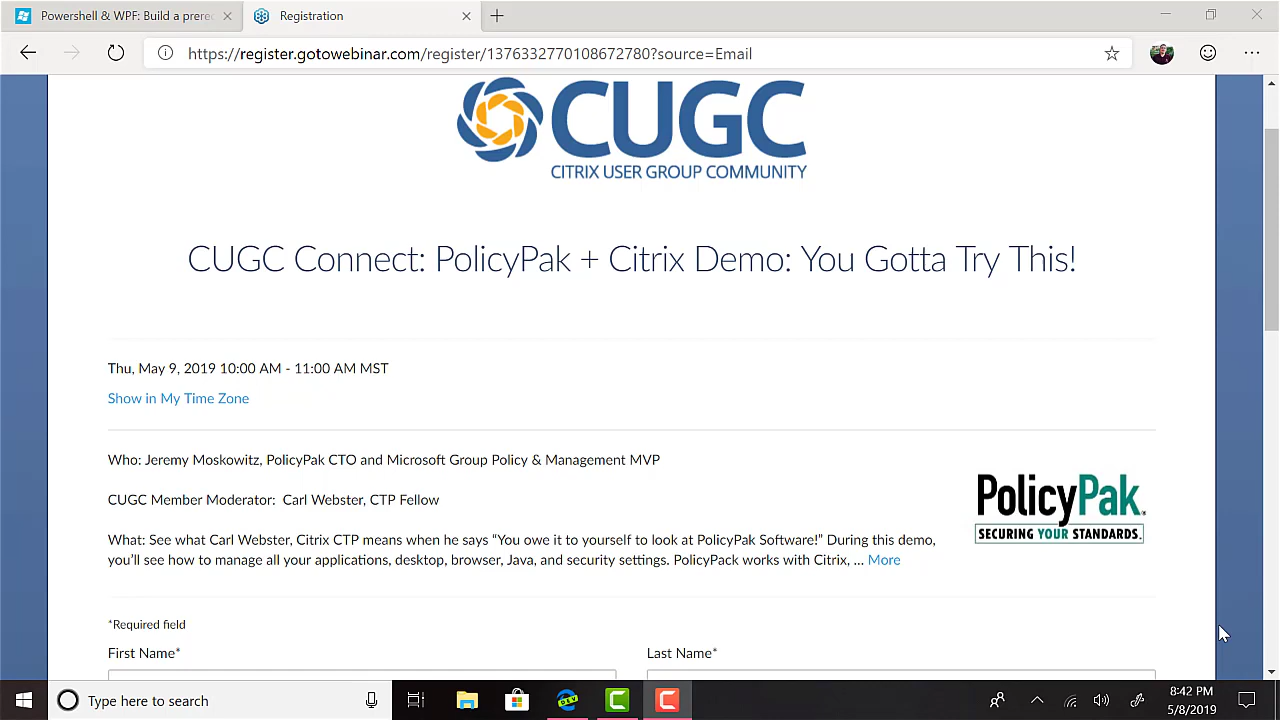 Powershell & WPF: Build a prere
Registration
https://register.gotowebinar.com/register/1376332770108672780?source=Email
CUGC
CITRIX USER GROUP COMMUNITY
CUGC Connect: PolicyPak + Citrix Demo: You Gotta Try This!
Thu, May 9, 2019 10:00 AM - 11:00 AM MST
Show in My Time Zone
Who: Jeremy Moskowitz, PolicyPak CTO and Microsoft Group Policy & Management MVP
CUGC Member Moderator: Carl Webster, CTP Fellow
What: See what Carl Webster, Citrix CTP means when he says “You owe it to yourself to look at PolicyPak Software!” During this demo,
you’ll see how to manage all your applications, desktop, browser, Java, and security settings. PolicyPack works with Citrix, ... More
PolicyPak
SECURING YOUR STANDARDS.
*Required field
First Name*
Last Name*
Type here to search
DEV
8:42 PM
5/8/2019